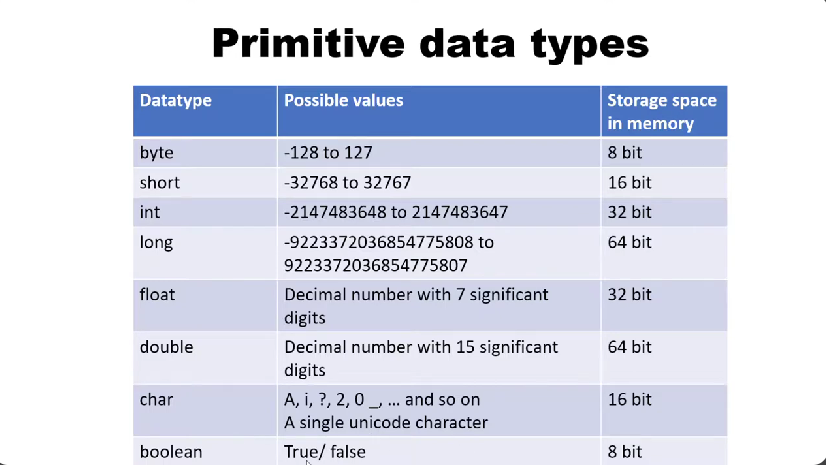 Primitive data types
Datatype Possible values Storage space
in memory
byte -128 to 127 8 bit
short -32768 to 32767 16 bit
int -2147483648 to 2147483647 32 bit
long -9223372036854775808 to 64 bit
9223372036854775807
float Decimal number with 7 significant 32 bit
digits
double Decimal number with 15 significant 64 bit
digits
char A, i, ?, 2, 0 _, ... and so on 16 bit
A single unicode character
boolean True/ false 8 bit